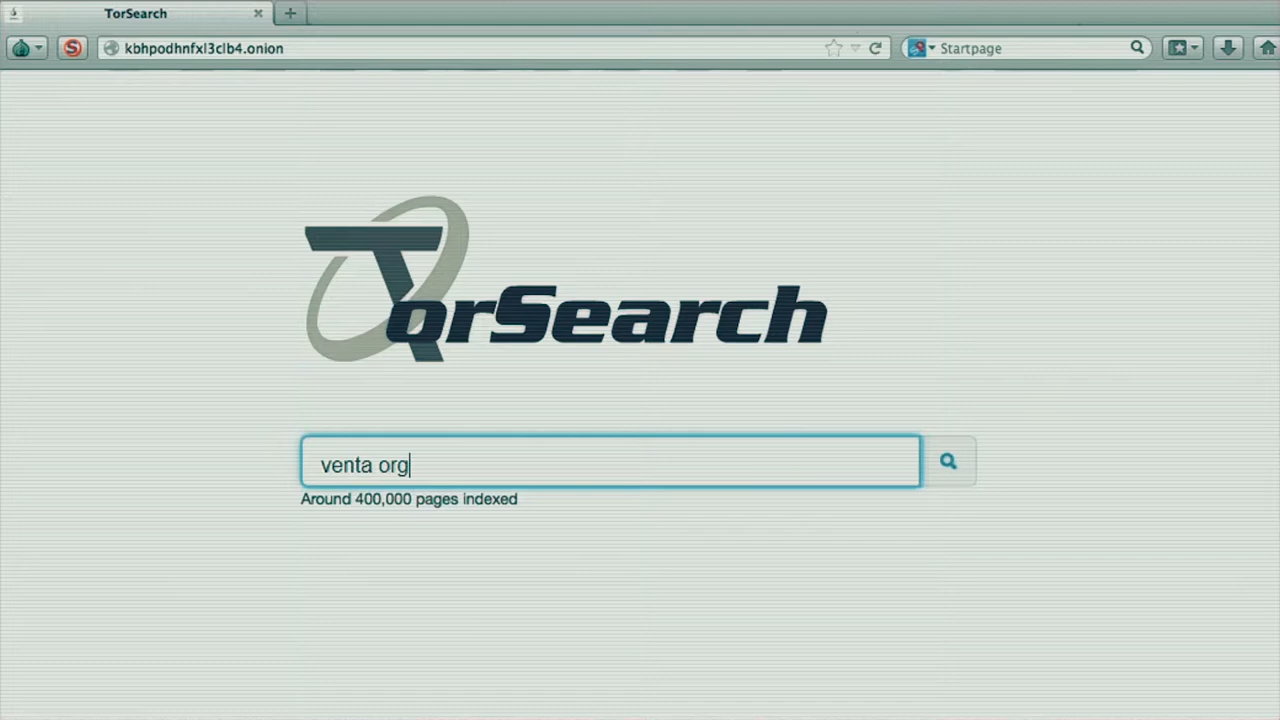 TorSearch
kbhpodhnfxl3clb4.onion
Startpage
TorSearch
venta org
Around 400,000 pages indexed